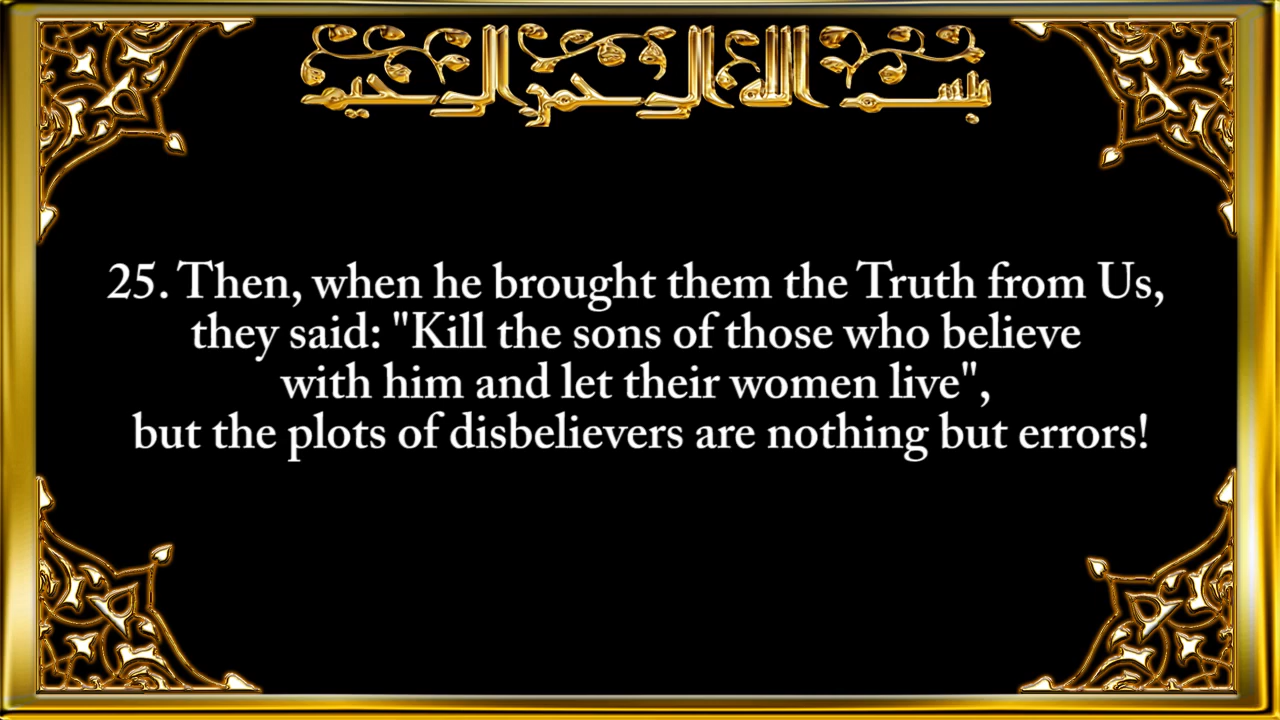 بسم الله الرحمن الرحيم
25. Then, when he brought them the Truth from Us,
they said: "Kill the sons of those who believe
with him and let their women live",
but the plots of disbelievers are nothing but errors!